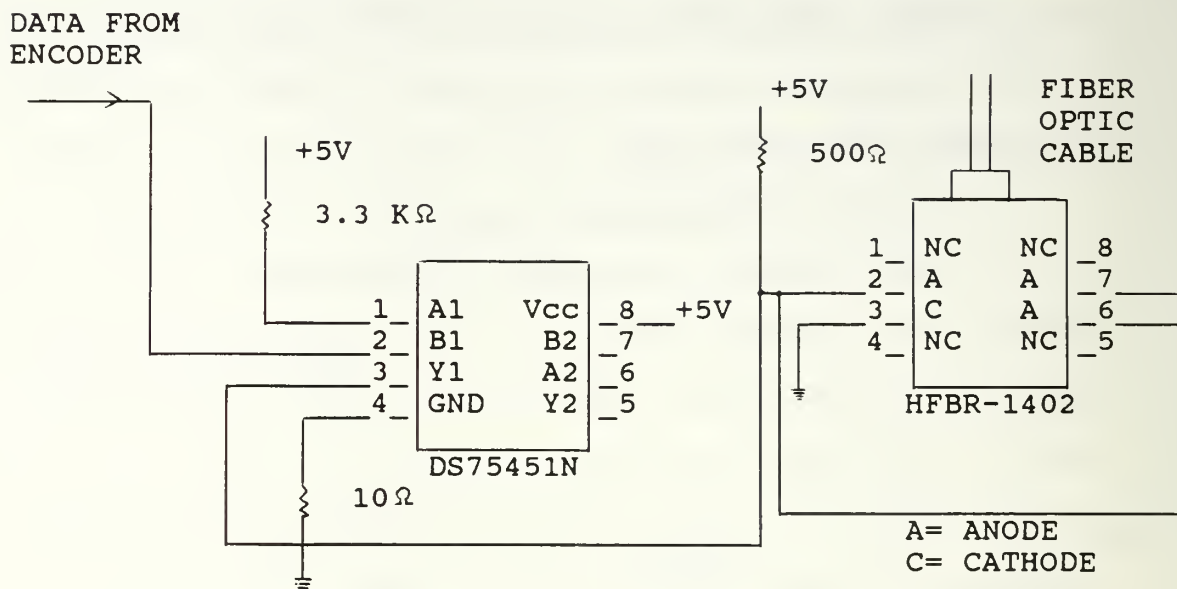 DATA FROM
ENCODER
+5V
3.3 KΩ
+5V
500Ω
FIBER
OPTIC
CABLE
1 A1 Vcc 8 +5V
2 B1 B2 7
3 Y1 A2 6
4 GND Y2 5
DS75451N
10Ω
1 NC NC 8
2 A A 7
3 C A 6
4 NC NC 5
HFBR-1402
A= ANODE
C= CATHODE